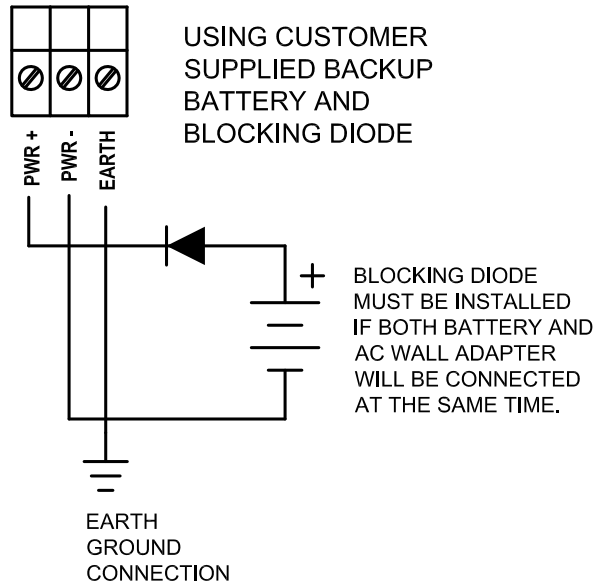 USING CUSTOMER
SUPPLIED BACKUP
BATTERY AND
BLOCKING DIODE
PWR +
PWR -
EARTH
+
BLOCKING DIODE
MUST BE INSTALLED
IF BOTH BATTERY AND
AC WALL ADAPTER
WILL BE CONNECTED
AT THE SAME TIME.
EARTH
GROUND
CONNECTION